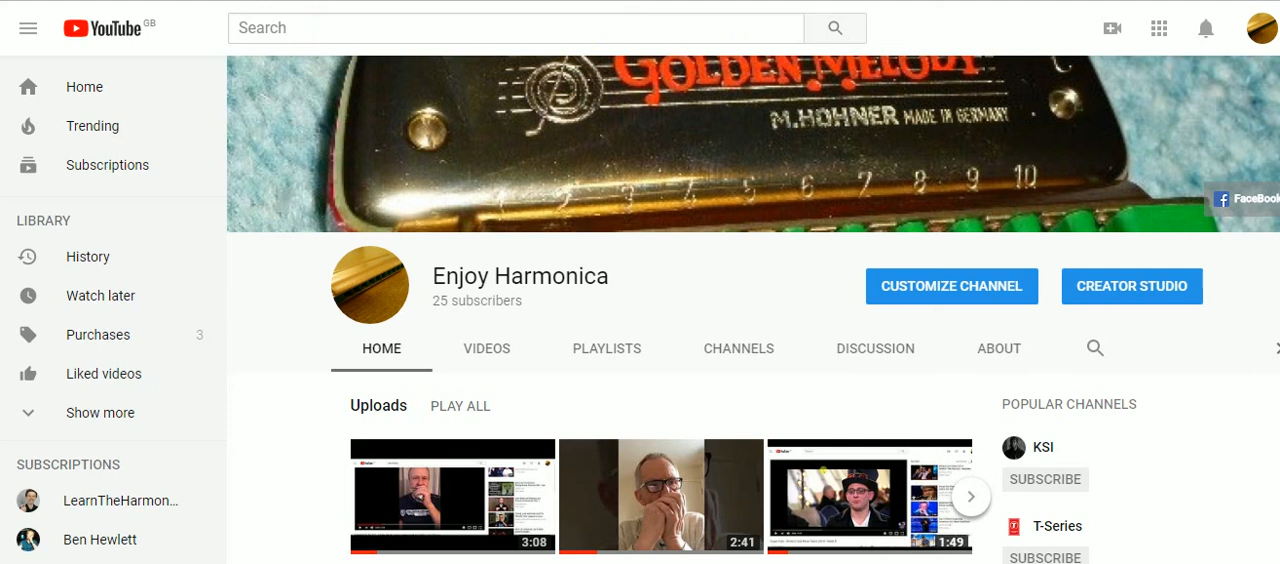 YouTube GB
Search
Home
Trending
Subscriptions
LIBRARY
History
Watch later
Purchases 3
Liked videos
Show more
SUBSCRIPTIONS
LearnTheHarmon...
Ben Hewlett
GOLDEN MELODY
M. HOHNER MADE IN GERMANY
1 2 3 4 5 6 7 8 9 10
C
FaceBook
Enjoy Harmonica
25 subscribers
CUSTOMIZE CHANNEL
CREATOR STUDIO
HOME VIDEOS PLAYLISTS CHANNELS DISCUSSION ABOUT
Uploads PLAY ALL
3:08
2:41
1:49
POPULAR CHANNELS
KSI
SUBSCRIBE
T-Series
SUBSCRIBE